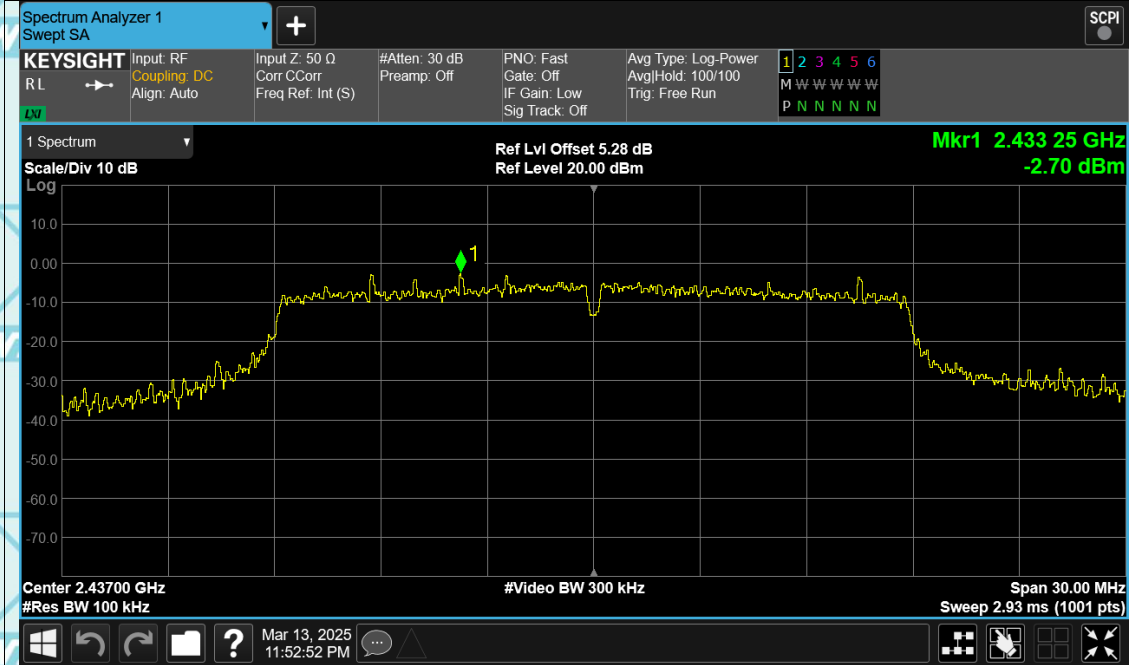 Spectrum Analyzer 1
Swept SA
+
SCPI
KEYSIGHT
RL
LXI
Input: RF
Coupling: DC
Align: Auto
Input Z: 50 Ω
Corr CCorr
Freq Ref: Int (S)
#Atten: 30 dB
Preamp: Off
PNO: Fast
Gate: Off
IF Gain: Low
Sig Track: Off
Avg Type: Log-Power
Avg|Hold: 100/100
Trig: Free Run
1 2 3 4 5 6
M W W W W W
P N N N N N
1 Spectrum
Scale/Div 10 dB
Log
Ref Lvl Offset 5.28 dB
Ref Level 20.00 dBm
Mkr1 2.433 25 GHz
-2.70 dBm
1
10.0
0.00
-10.0
-20.0
-30.0
-40.0
-50.0
-60.0
-70.0
Center 2.43700 GHz
#Res BW 100 kHz
#Video BW 300 kHz
Span 30.00 MHz
Sweep 2.93 ms (1001 pts)
?
Mar 13, 2025
11:52:52 PM